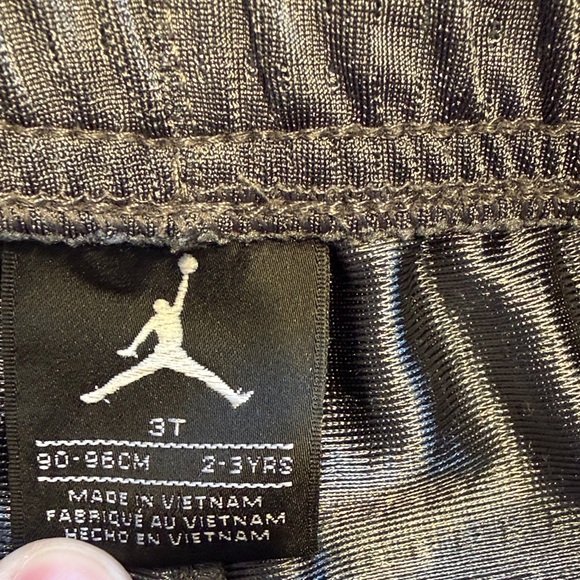 3T
90-96CM 2-3YRS
MADE IN VIETNAM
FABRIQUÉ AU VIETNAM
HECHO EN VIETNAM